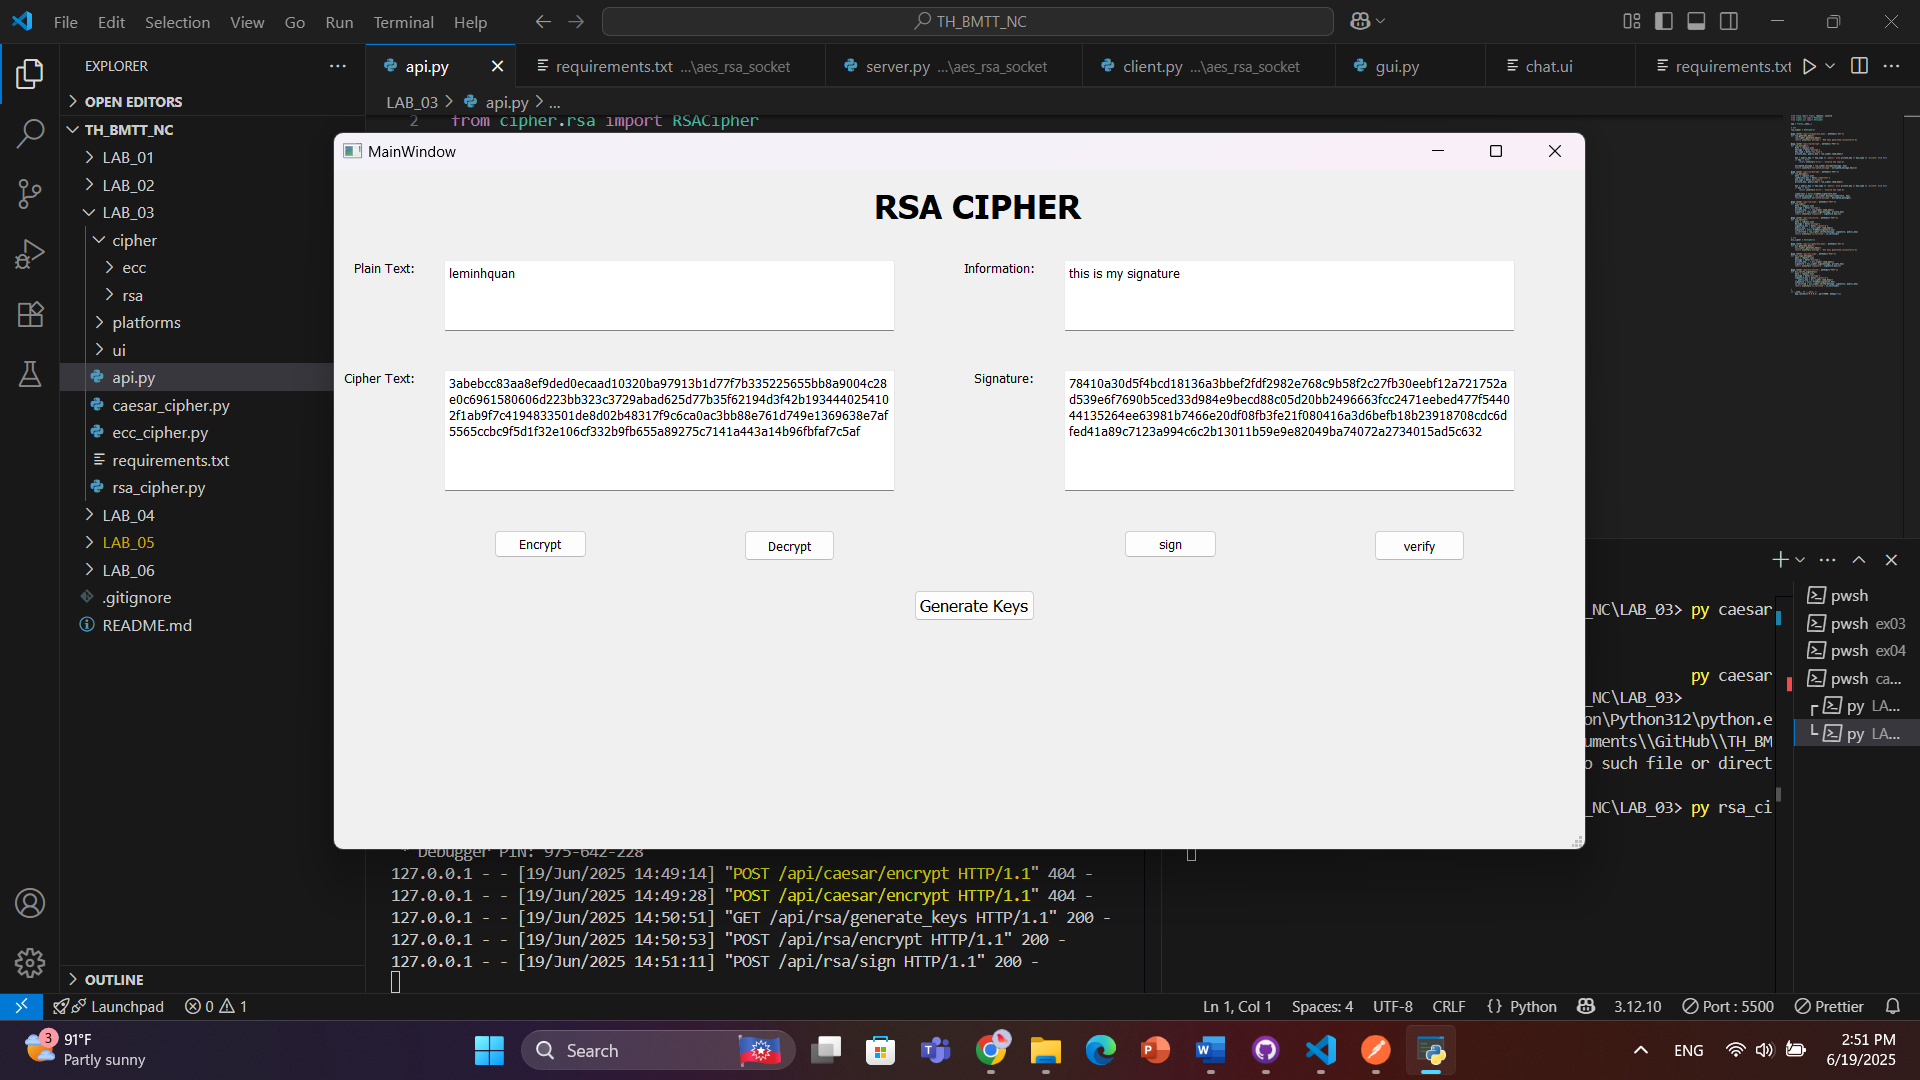 File Edit Selection View Go Run Terminal Help
TH_BMTT_NC
EXPLORER
OPEN EDITORS
TH_BMTT_NC
LAB_01
LAB_02
LAB_03
cipher
ecc
rsa
platforms
ui
api.py
caesar_cipher.py
ecc_cipher.py
requirements.txt
rsa_cipher.py
LAB_04
LAB_05
LAB_06
.gitignore
README.md
OUTLINE
api.py
requirements.txt ...\aes_rsa_socket
server.py ...\aes_rsa_socket
client.py ...\aes_rsa_socket
gui.py
chat.ui
requirements.txt
LAB_03 > api.py > ...
2 from cipher.rsa import RSACipher
MainWindow
RSA CIPHER
Plain Text:
leminhquan
Information:
this is my signature
Cipher Text:
3abebcc83aa8ef9ded0ecaad10320ba97913b1d77f7b335225655bb8a9004c28
e0c6961580606d223bb323c3729abad625d77b35f62194d3f42b193444025410
2f1ab9f7c4194833501de8d02b48317f9c6ca0ac3bb88e761d749e1369638e7af
5565ccbc9f5d1f32e106cf332b9fb655a89275c7141a443a14b96fbfaf7c5af
Signature:
78410a30d5f4bcd18136a3bbef2fdf2982e768c9b58f2c27fb30eebf12a721752a
d539e6f7690b5ced33d984e9becd88c05d20bb2496663fcc2471eebed477f544
044135264ee63981b7466e20df08fb3fe21f080416a3d6befb18b23918708cdc6d
fed41a89c7123a994c6c2b13011b59e9e82049ba74072a2734015ad5c632
Encrypt
Decrypt
sign
verify
Generate Keys
* Debugger PIN: 975-642-228
127.0.0.1 - - [19/Jun/2025 14:49:14] "POST /api/caesar/encrypt HTTP/1.1" 404 -
127.0.0.1 - - [19/Jun/2025 14:49:28] "POST /api/caesar/encrypt HTTP/1.1" 404 -
127.0.0.1 - - [19/Jun/2025 14:50:51] "GET /api/rsa/generate_keys HTTP/1.1" 200 -
127.0.0.1 - - [19/Jun/2025 14:50:53] "POST /api/rsa/encrypt HTTP/1.1" 200 -
127.0.0.1 - - [19/Jun/2025 14:51:11] "POST /api/rsa/sign HTTP/1.1" 200 -
_NC\LAB_03> py caesar
py caesar
_NC\LAB_03>
on\Python312\python.e
uments\\GitHub\\TH_BM
o such file or direct
_NC\LAB_03> py rsa_ci
pwsh
pwsh ex03
pwsh ex04
pwsh ca...
py LA...
py LA...
Launchpad 0 1
Ln 1, Col 1 Spaces: 4 UTF-8 CRLF {} Python 3.12.10 Port : 5500 Prettier
3
91°F
Partly sunny
Search
ENG
2:51 PM
6/19/2025